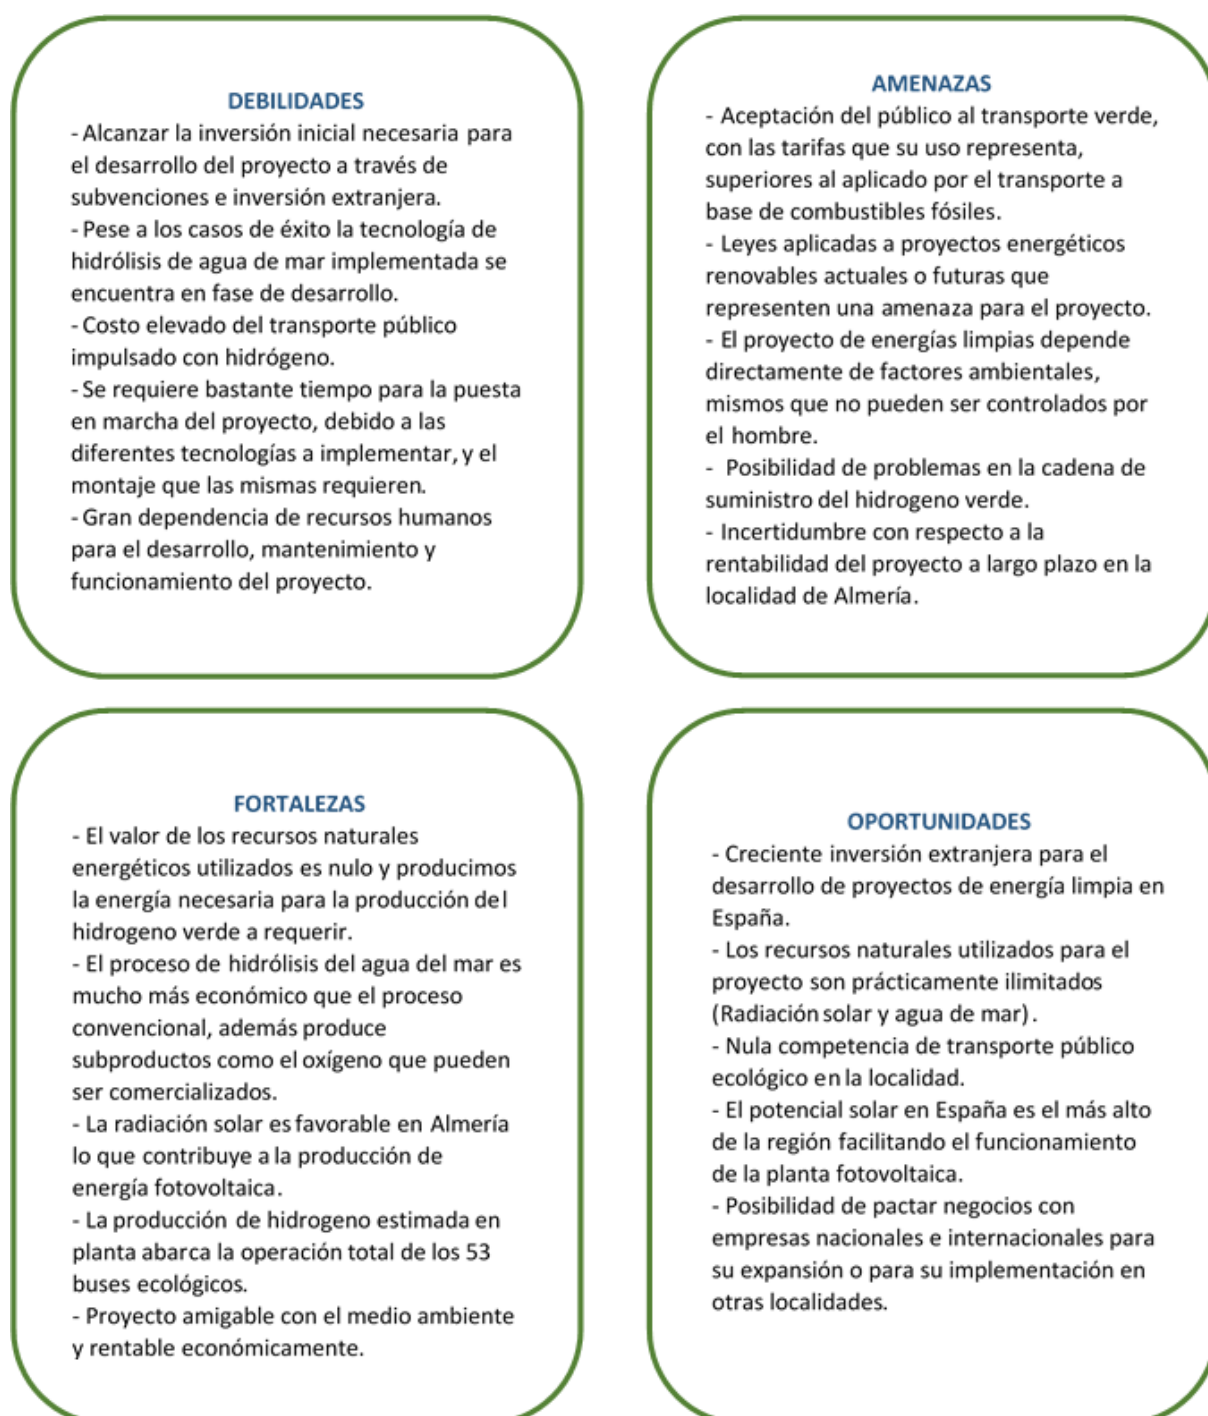 DEBILIDADES
- Alcanzar la inversión inicial necesaria para
el desarrollo del proyecto a través de
subvenciones e inversión extranjera.
- Pese a los casos de éxito la tecnología de
hidrólisis de agua de mar implementada se
encuentra en fase de desarrollo.
- Costo elevado del transporte público
impulsado con hidrógeno.
- Se requiere bastante tiempo para la puesta
en marcha del proyecto, debido a las
diferentes tecnologías a implementar, y el
montaje que las mismas requieren.
- Gran dependencia de recursos humanos
para el desarrollo, mantenimiento y
funcionamiento del proyecto.
AMENAZAS
- Aceptación del público al transporte verde,
con las tarifas que su uso representa,
superiores al aplicado por el transporte a
base de combustibles fósiles.
- Leyes aplicadas a proyectos energéticos
renovables actuales o futuras que
representen una amenaza para el proyecto.
- El proyecto de energías limpias depende
directamente de factores ambientales,
mismos que no pueden ser controlados por
el hombre.
- Posibilidad de problemas en la cadena de
suministro del hidrogeno verde.
- Incertidumbre con respecto a la
rentabilidad del proyecto a largo plazo en la
localidad de Almería.
FORTALEZAS
- El valor de los recursos naturales
energéticos utilizados es nulo y producimos
la energía necesaria para la producción del
hidrogeno verde a requerir.
- El proceso de hidrólisis del agua del mar es
mucho más económico que el proceso
convencional, además produce
subproductos como el oxígeno que pueden
ser comercializados.
- La radiación solar es favorable en Almería
lo que contribuye a la producción de
energía fotovoltaica.
- La producción de hidrogeno estimada en
planta abarca la operación total de los 53
buses ecológicos.
- Proyecto amigable con el medio ambiente
y rentable económicamente.
OPORTUNIDADES
- Creciente inversión extranjera para el
desarrollo de proyectos de energía limpia en
España.
- Los recursos naturales utilizados para el
proyecto son prácticamente ilimitados
(Radiación solar y agua de mar).
- Nula competencia de transporte público
ecológico en la localidad.
- El potencial solar en España es el más alto
de la región facilitando el funcionamiento
de la planta fotovoltaica.
- Posibilidad de pactar negocios con
empresas nacionales e internacionales para
su expansión o para su implementación en
otras localidades.